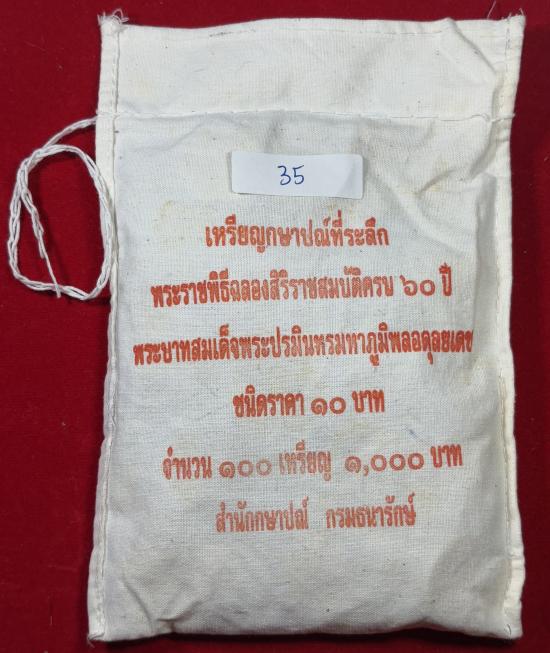 35
เหรียญกษาปณ์ที่ระลึก
พระราชพิธีฉลองสิริราชสมบัติครบ ๖๐ ปี
พระบาทสมเด็จพระปรมินทรมหาภูมิพลอดุลยเดช
ชนิดราคา ๑๐ บาท
จำนวน ๑๐๐ เหรียญ ๑,๐๐๐ บาท
สำนักกษาปณ์ กรมธนารักษ์